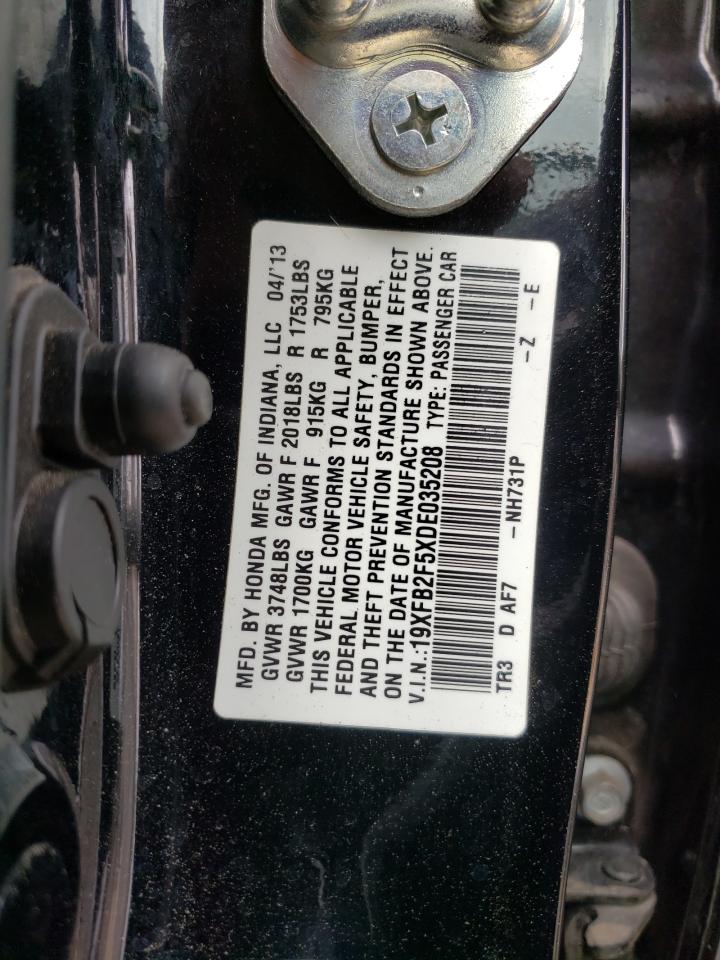 MFD. BY HONDA MFG. OF INDIANA, LLC 04/'13
GVWR 3748LBS GAWR F 2018LBS R 1753LBS
GVWR 1700KG GAWR F 915KG R 795KG
THIS VEHICLE CONFORMS TO ALL APPLICABLE
FEDERAL MOTOR VEHICLE SAFETY, BUMPER,
AND THEFT PREVENTION STANDARDS IN EFFECT
ON THE DATE OF MANUFACTURE SHOWN ABOVE.
V.I.N.:19XFB2F5XDE035208 TYPE: PASSENGER CAR
TR3 D AF7 -NH731P -Z -E